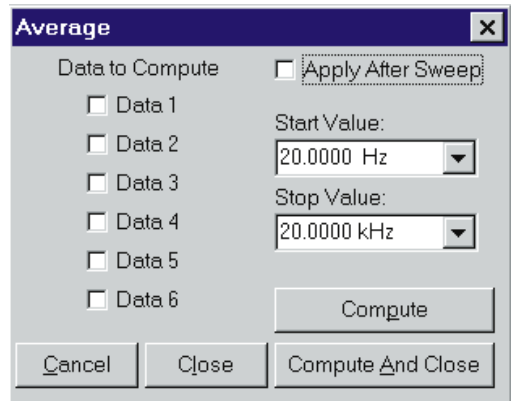 Average
Data to Compute
Data 1
Data 2
Data 3
Data 4
Data 5
Data 6
Apply After Sweep
Start Value:
20.0000 Hz
Stop Value:
20.0000 kHz
Compute
Cancel
Close
Compute And Close